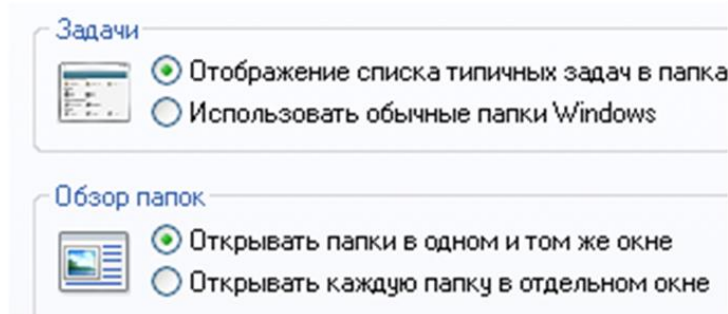 Задачи
Отображение списка типичных задач в папка
Использовать обычные папки Windows
Обзор папок
Открывать папки в одном и том же окне
Открывать каждую папку в отдельном окне